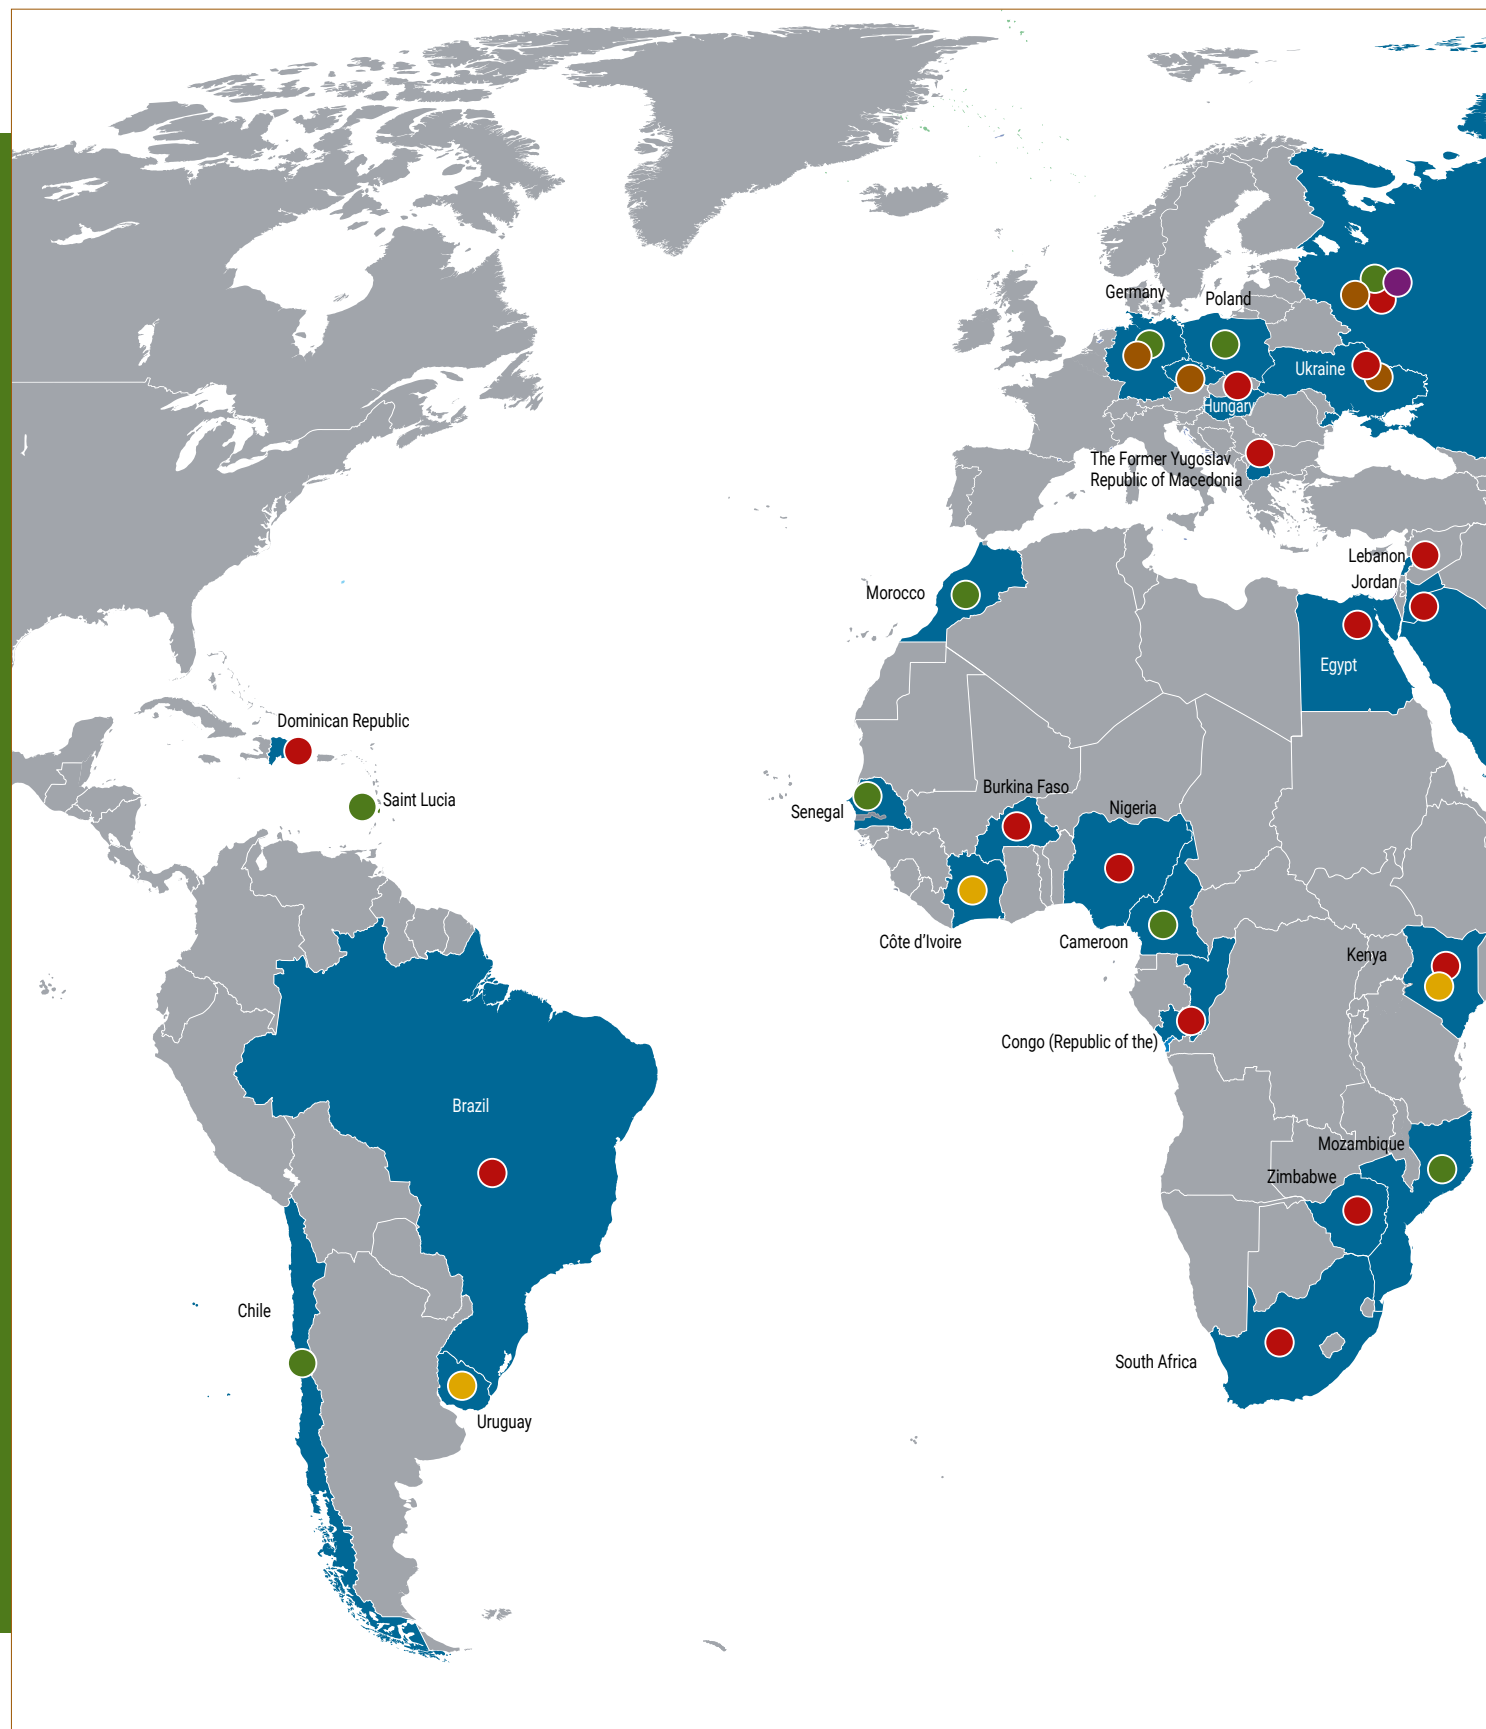 Germany
Poland
Ukraine
Hungary
The Former Yugoslav
Republic of Macedonia
Lebanon
Jordan
Morocco
Egypt
Dominican Republic
Saint Lucia
Burkina Faso
Senegal
Nigeria
Côte d'Ivoire
Cameroon
Kenya
Congo (Republic of the)
Brazil
Mozambique
Zimbabwe
Chile
South Africa
Uruguay